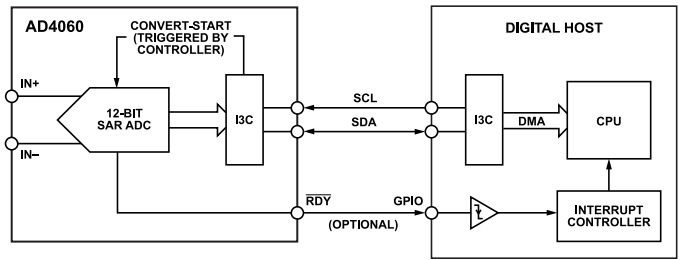 AD4060
CONVERT-START
(TRIGGERED BY
CONTROLLER)
IN+
IN–
12-BIT
SAR ADC
I3C
SCL
SDA
RDY
(OPTIONAL)
GPIO
DIGITAL HOST
I3C
DMA
CPU
INTERRUPT
CONTROLLER